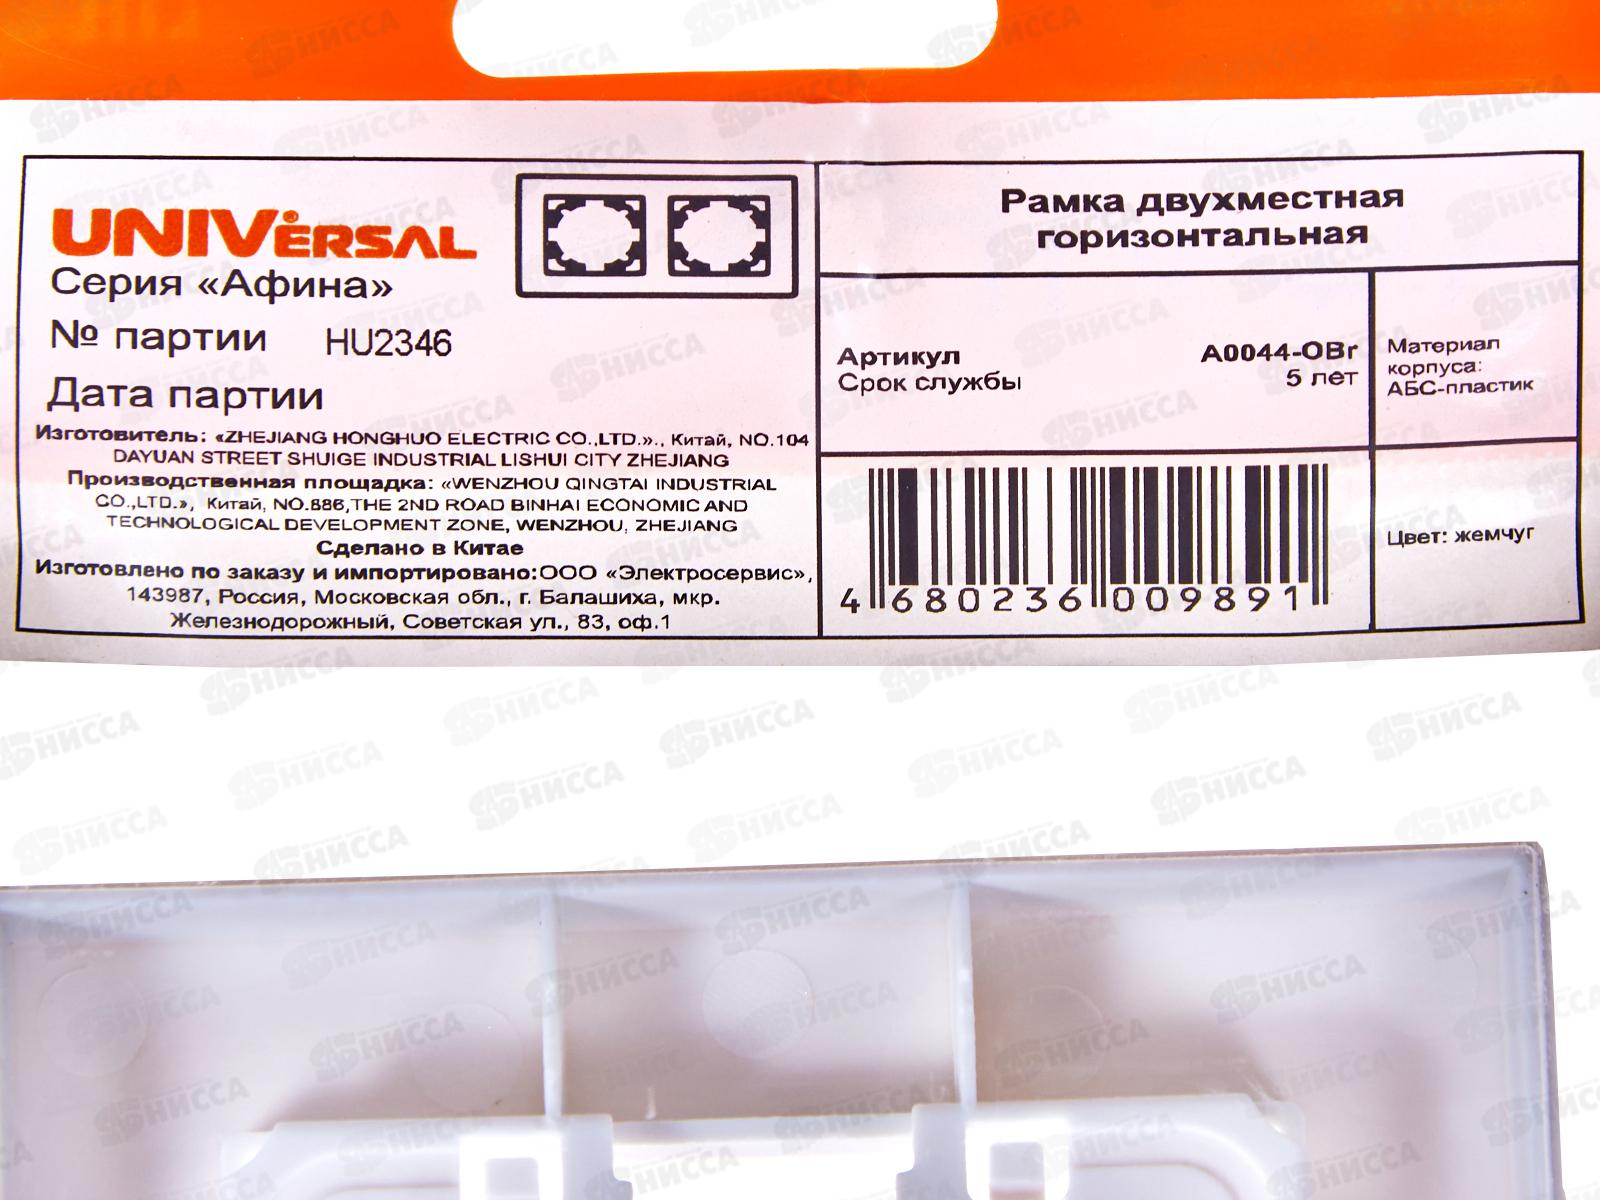 UNIVERSAL
Серия «Афина»
№ партии HU2346
Дата партии
Изготовитель: «ZHEJIANG HONGHUO ELECTRIC CO.,LTD.»., Китай, NO.104
DAYUAN STREET SHUIGE INDUSTRIAL LISHUI CITY ZHEJIANG
Производственная площадка: «WENZHOU QINGTAI INDUSTRIAL
CO.,LTD.», Китай, NO.886,THE 2ND ROAD BINHAI ECONOMIC AND
TECHNOLOGICAL DEVELOPMENT ZONE, WENZHOU, ZHEJIANG
Сделано в Китае
Изготовлено по заказу и импортировано:ООО «Электросервис»,
143987, Россия, Московская обл., г. Балашиха, мкр.
Железнодорожный, Советская ул., 83, оф.1
Рамка двухместная
горизонтальная
Артикул A0044-OBr
Срок службы 5 лет
Материал
корпуса:
АБС-пластик
4 680236 009891
Цвет: жемчуг
НИССА